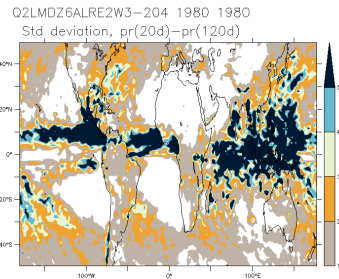 Q2LMDZ6ALRE2W3-204 1980 1980
Std deviation, pr(20d)-pr(120d)
40°N
20°N
0°
20°S
40°S
100°W
0°
100°E
5
4
3
2
1